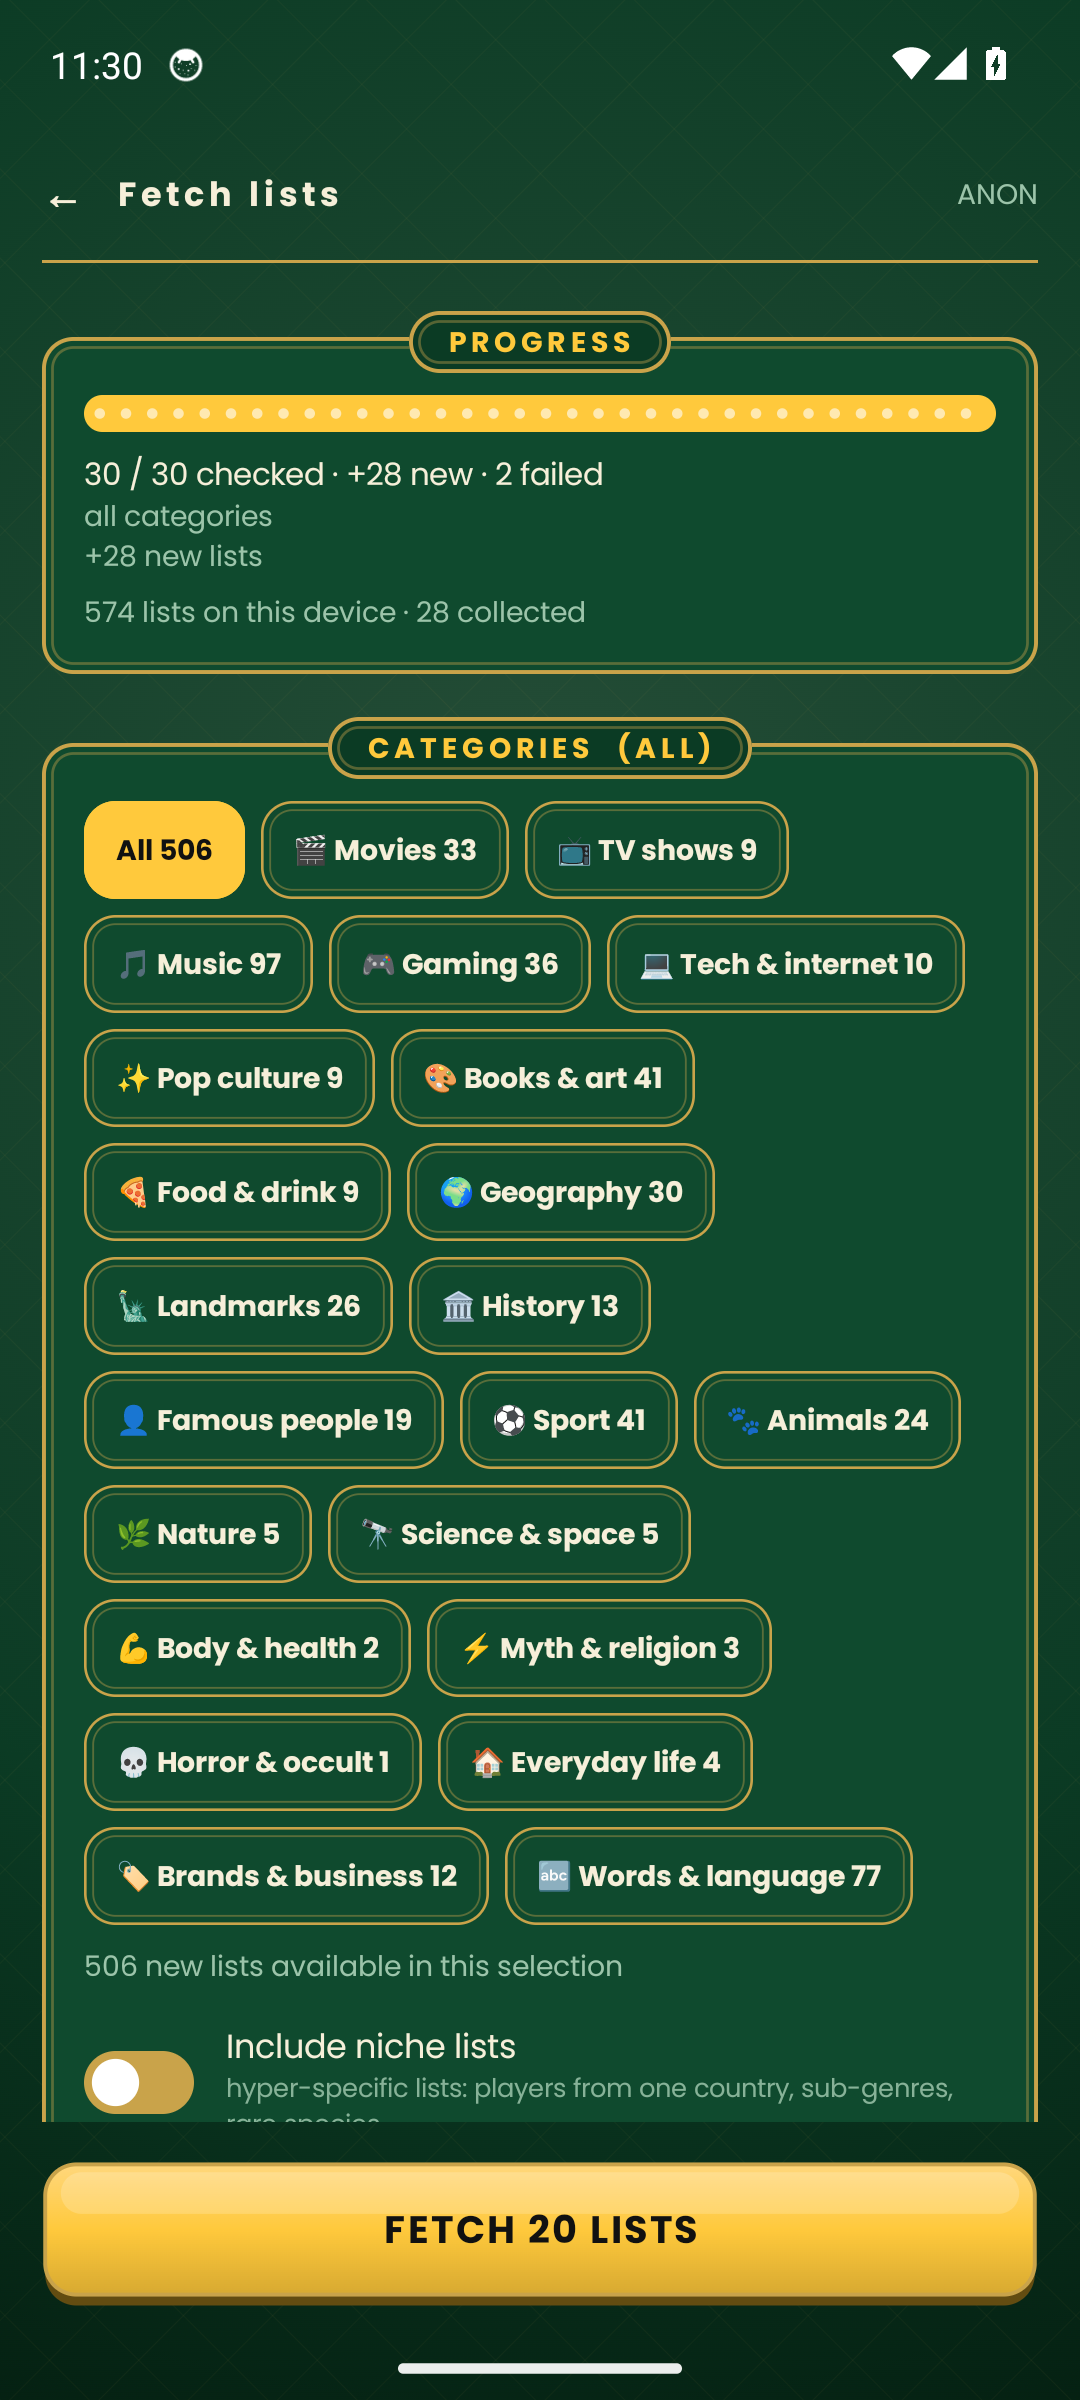 11:30
← Fetch lists
ANON
PROGRESS
30 / 30 checked · +28 new · 2 failed
all categories
+28 new lists
574 lists on this device · 28 collected
CATEGORIES (ALL)
All 506
Movies 33
TV shows 9
Music 97
Gaming 36
Tech & internet 10
Pop culture 9
Books & art 41
Food & drink 9
Geography 30
Landmarks 26
History 13
Famous people 19
Sport 41
Animals 24
Nature 5
Science & space 5
Body & health 2
Myth & religion 3
Horror & occult 1
Everyday life 4
Brands & business 12
abc Words & language 77
506 new lists available in this selection
Include niche lists
hyper-specific lists: players from one country, sub-genres,
rare species
FETCH 20 LISTS